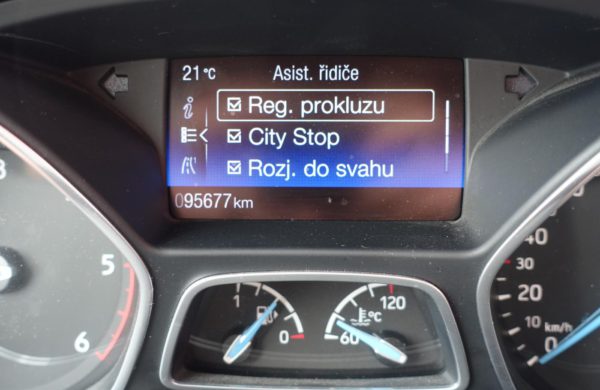 21 °C Asist. řidiče
Reg. prokluzu
City Stop
Rozj. do svahu
095677 km
5
6
1
0
120
°C
60
40
30
20
10
0
km/h